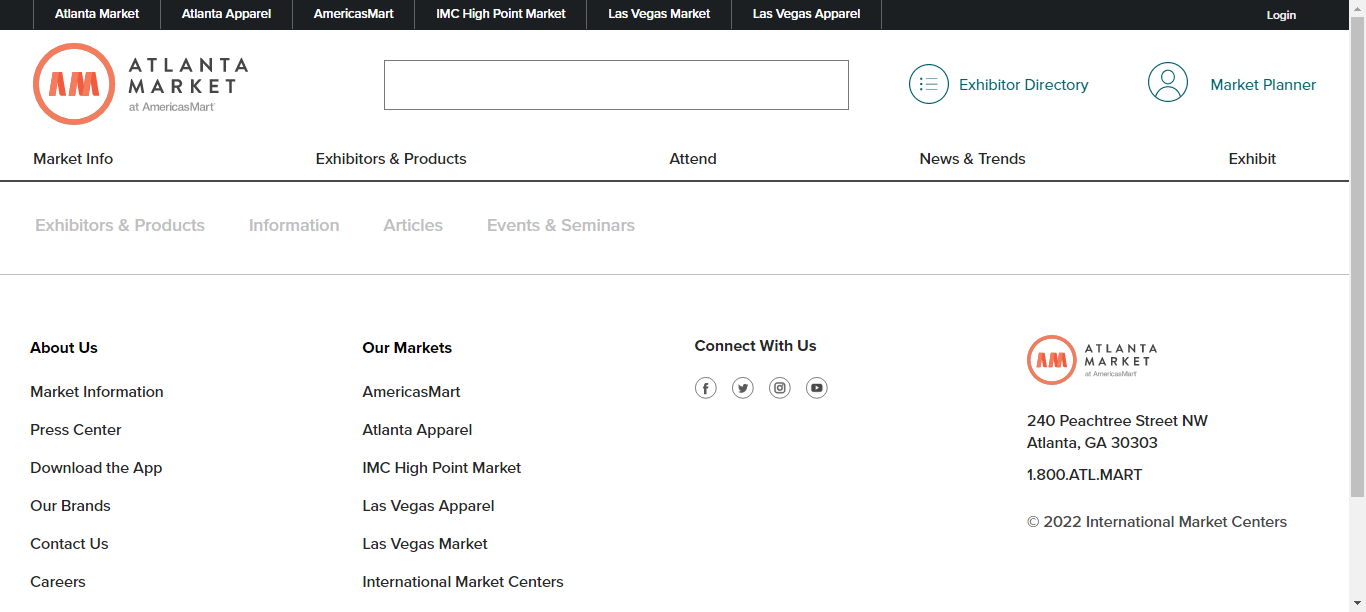 Atlanta Market
Atlanta Apparel
AmericasMart
IMC High Point Market
Las Vegas Market
Las Vegas Apparel
Login
AM
ATLANTA
MARKET
at AmericasMart
Exhibitor Directory
Market Planner
Market Info
Exhibitors & Products
Attend
News & Trends
Exhibit
Exhibitors & Products
Information
Articles
Events & Seminars
About Us
Market Information
Press Center
Download the App
Our Brands
Contact Us
Careers
Our Markets
AmericasMart
Atlanta Apparel
IMC High Point Market
Las Vegas Apparel
Las Vegas Market
International Market Centers
Connect With Us
AM
ATLANTA
MARKET
at AmericasMart
240 Peachtree Street NW
Atlanta, GA 30303
1.800.ATL.MART
© 2022 International Market Centers